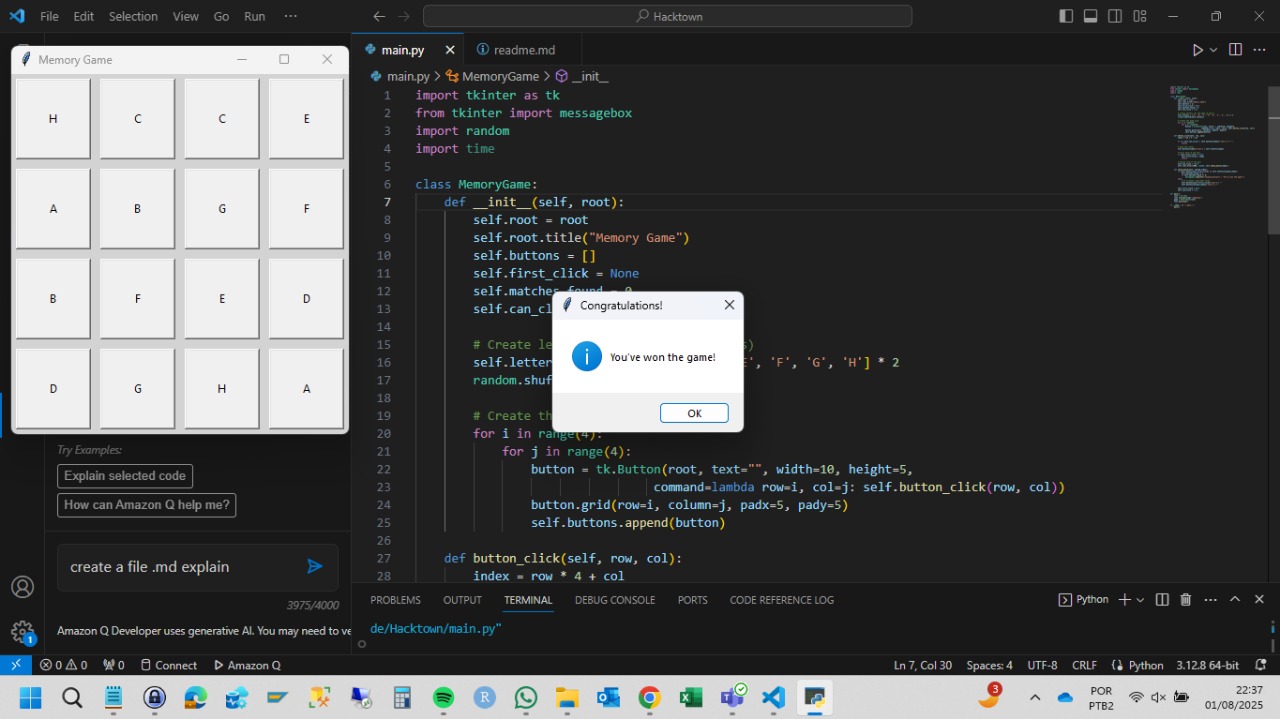 File Edit Selection View Go Run ··· Hacktown
Memory Game
H C C E
A B G F
B F E D
D G H A
Try Examples:
Explain selected code
How can Amazon Q help me?
create a file .md explain
3975/4000
Amazon Q Developer uses generative AI. You may need to ve
main.py readme.md
main.py > MemoryGame > __init__
1 import tkinter as tk
2 from tkinter import messagebox
3 import random
4 import time
5
6 class MemoryGame:
7 def __init__(self, root):
8 self.root = root
9 self.root.title("Memory Game")
10 self.buttons = []
11 self.first_click = None
12 self.matches_found = 0
13 self.can_cl
14
15 # Create le s)
16 self.letter E', 'F', 'G', 'H'] * 2
17 random.shuf
18
19 # Create th
20 for i in range(4):
21 for j in range(4):
22 button = tk.Button(root, text="", width=10, height=5,
23 command=lambda row=i, col=j: self.button_click(row, col))
24 button.grid(row=i, column=j, padx=5, pady=5)
25 self.buttons.append(button)
26
27 def button_click(self, row, col):
28 index = row * 4 + col
Congratulations!
You've won the game!
OK
PROBLEMS OUTPUT TERMINAL DEBUG CONSOLE PORTS CODE REFERENCE LOG Python
de/Hacktown/main.py"
1
0 0 0 Connect Amazon Q Ln 7, Col 30 Spaces: 4 UTF-8 CRLF Python 3.12.8 64-bit
R 3 POR 22:37
PTB2 01/08/2025